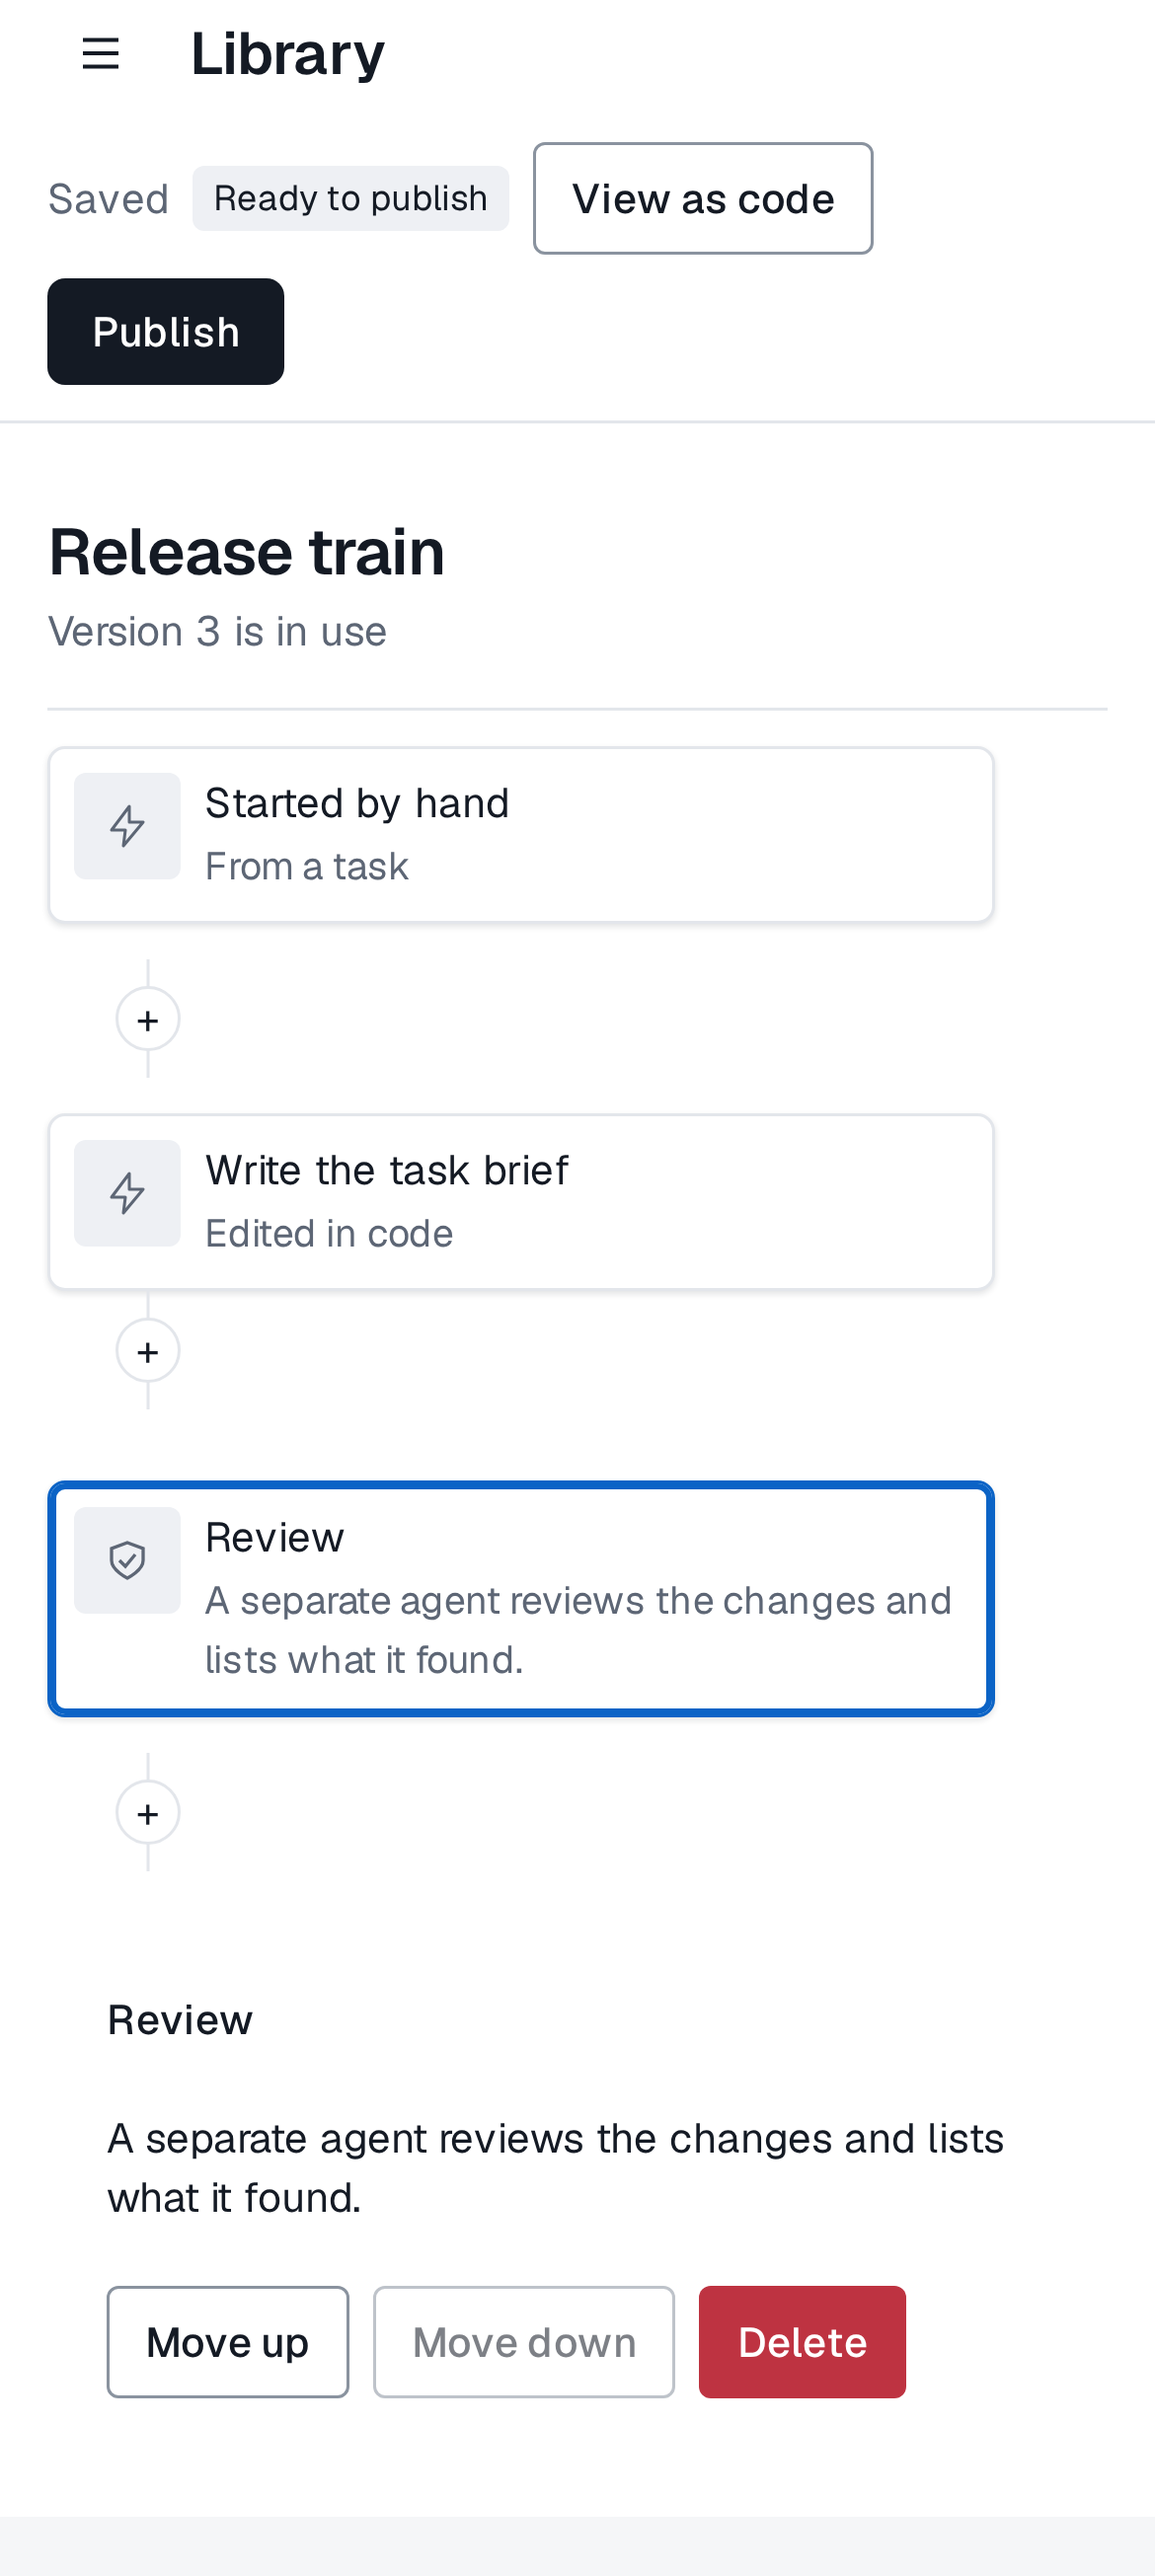 Library
Saved
Ready to publish
View as code
Publish
Release train
Version 3 is in use
Started by hand
From a task
+
Write the task brief
Edited in code
+
Review
A separate agent reviews the changes and
lists what it found.
+
Review
A separate agent reviews the changes and lists
what it found.
Move up
Move down
Delete